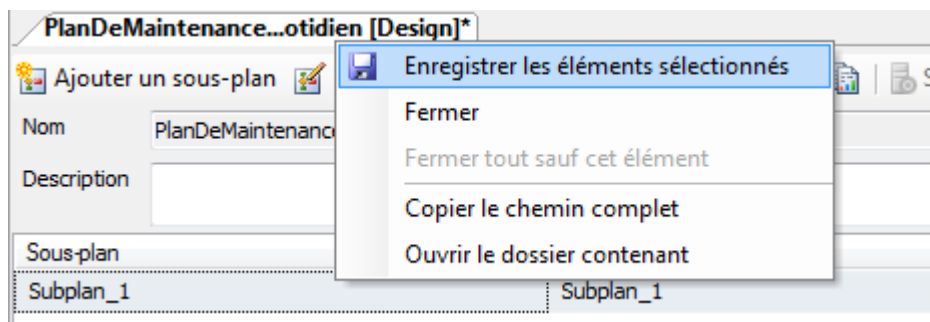 PlanDeMaintenance...otidien [Design]*
Ajouter un sous-plan
Enregistrer les éléments sélectionnés
Fermer
Nom
PlanDeMaintenance
Fermer tout sauf cet élément
Description
Copier le chemin complet
Sous-plan
Ouvrir le dossier contenant
Subplan_1
Subplan_1